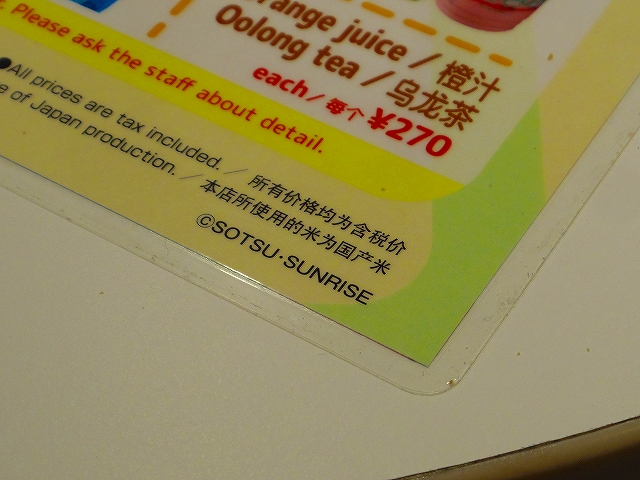 Orange juice / 橙汁
Oolong tea / 乌龙茶
each / 每个 ¥270
Please ask the staff about detail.
●All prices are tax included. / 所有价格均为含税价
of Japan production. / 本店所使用的米为国产米
©SOTSU·SUNRISE